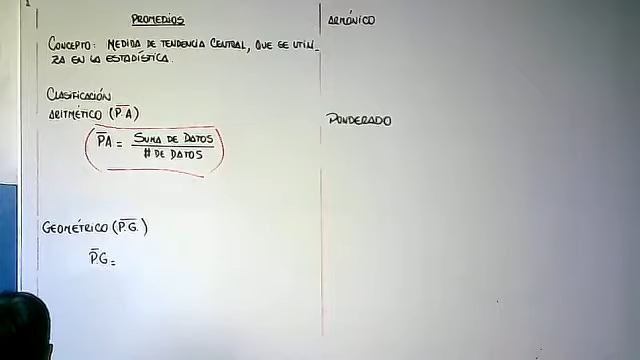 PROMEDIOS
CONCEPTO: MEDIDA DE TENDENCIA CENTRAL, QUE SE UTILI-
ZA EN LA ESTADÍSTICA.
CLASIFICACIÓN
ARITMÉTICO (P.A)
PA = SUMA DE DATOS
# DE DATOS
GEOMÉTRICO (P.G.)
P.G =
ARMÓNICO
PONDERADO